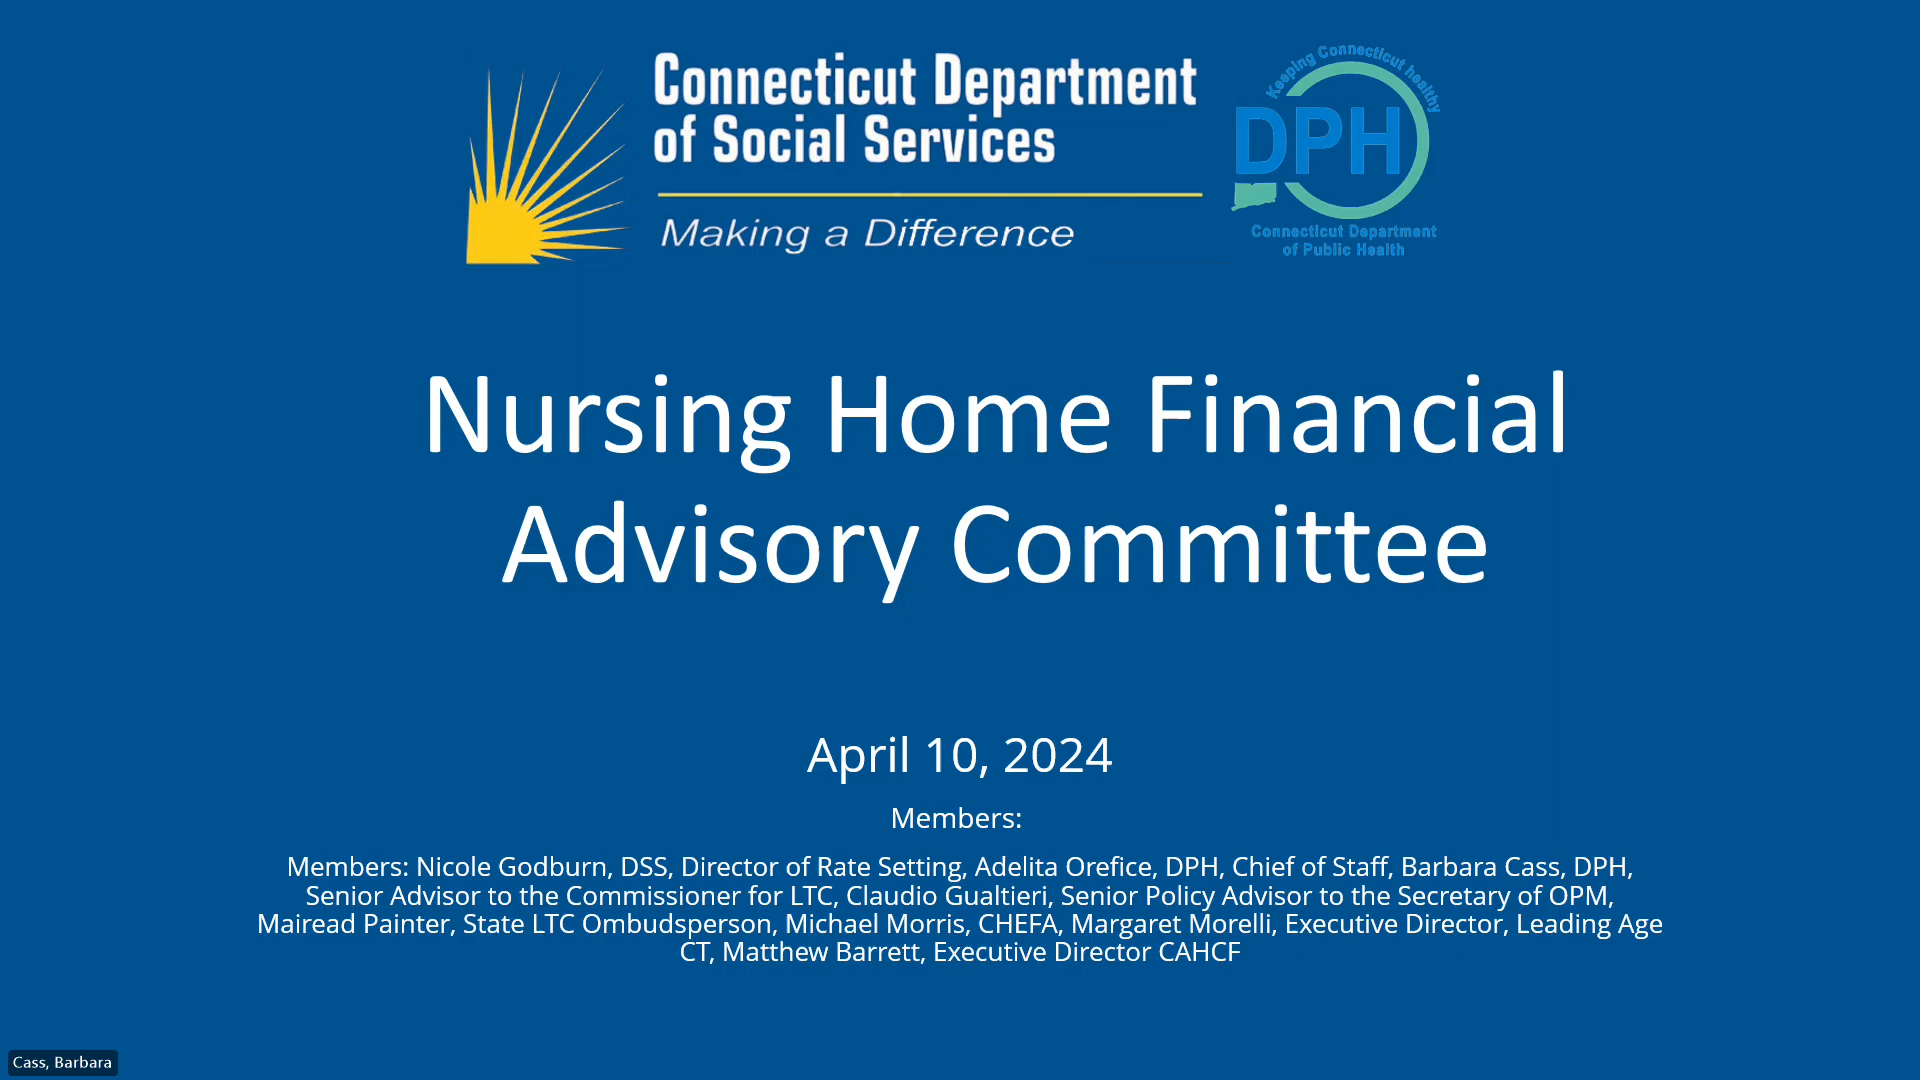 Connecticut Department
of Social Services
Making a Difference
Keeping Connecticut healthy
DPH
Connecticut Department
of Public Health
Nursing Home Financial
Advisory Committee
April 10, 2024
Members:
Members: Nicole Godburn, DSS, Director of Rate Setting, Adelita Orefice, DPH, Chief of Staff, Barbara Cass, DPH,
Senior Advisor to the Commissioner for LTC, Claudio Gualtieri, Senior Policy Advisor to the Secretary of OPM,
Mairead Painter, State LTC Ombudsperson, Michael Morris, CHEFA, Margaret Morelli, Executive Director, Leading Age
CT, Matthew Barrett, Executive Director CAHCF
Cass, Barbara